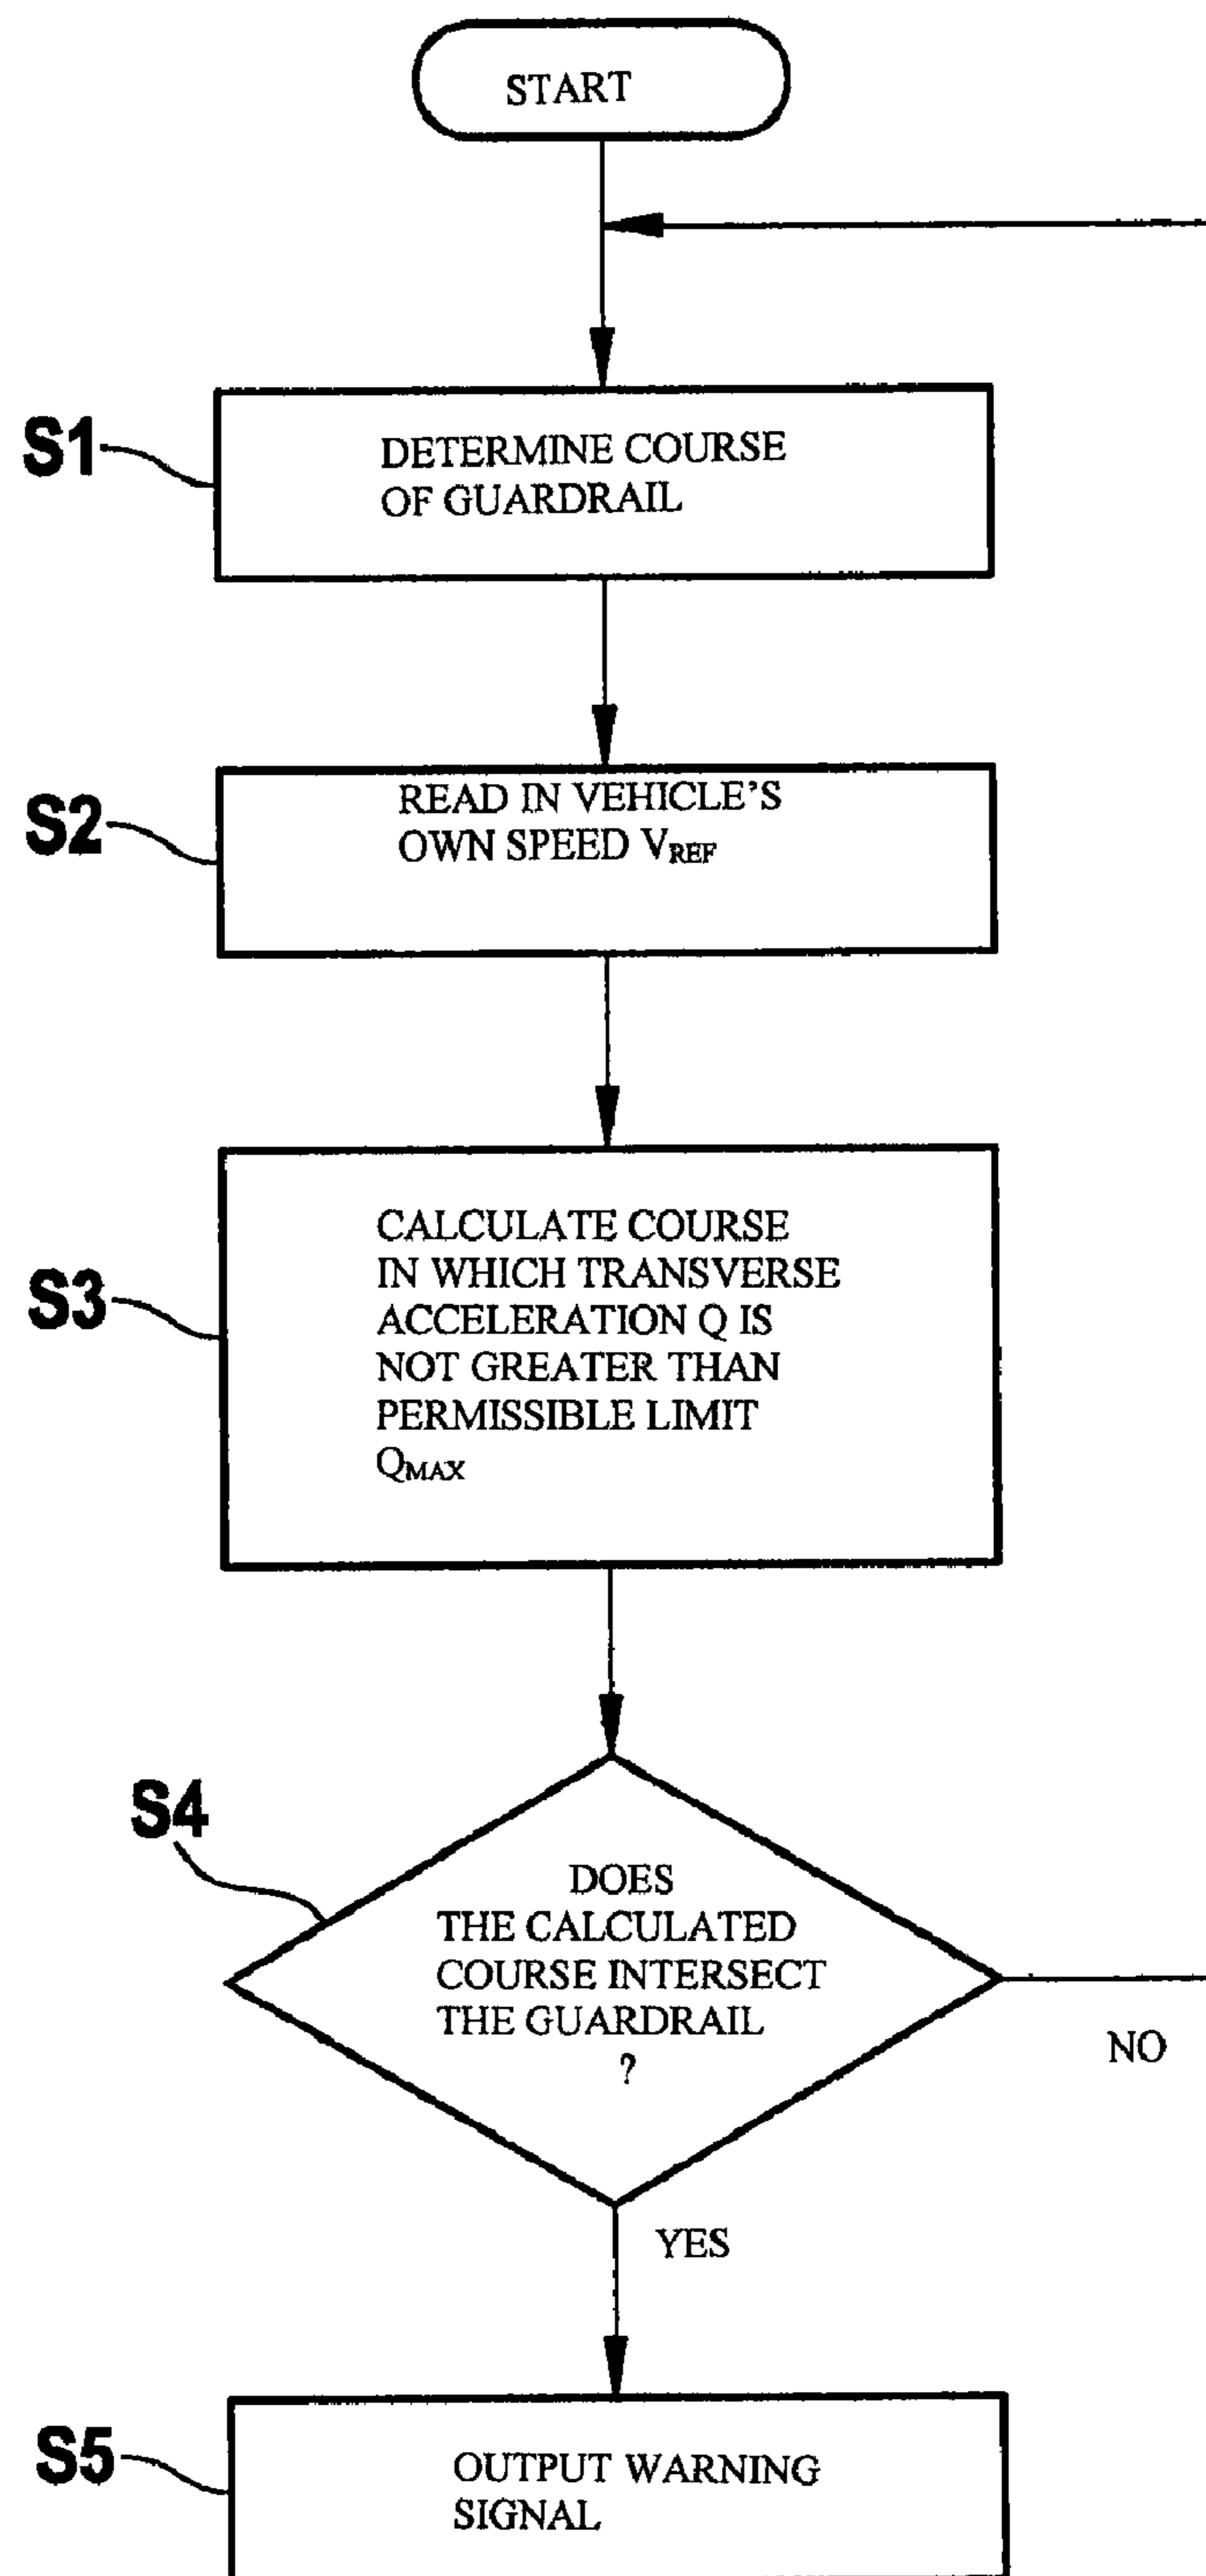 START
S1
DETERMINE COURSE
OF GUARDRAIL
S2
READ IN VEHICLE'S
OWN SPEED VREF
S3
CALCULATE COURSE
IN WHICH TRANSVERSE
ACCELERATION Q IS
NOT GREATER THAN
PERMISSIBLE LIMIT
QMAX
S4
DOES
THE CALCULATED
COURSE INTERSECT
THE GUARDRAIL
?
NO
YES
S5
OUTPUT WARNING
SIGNAL